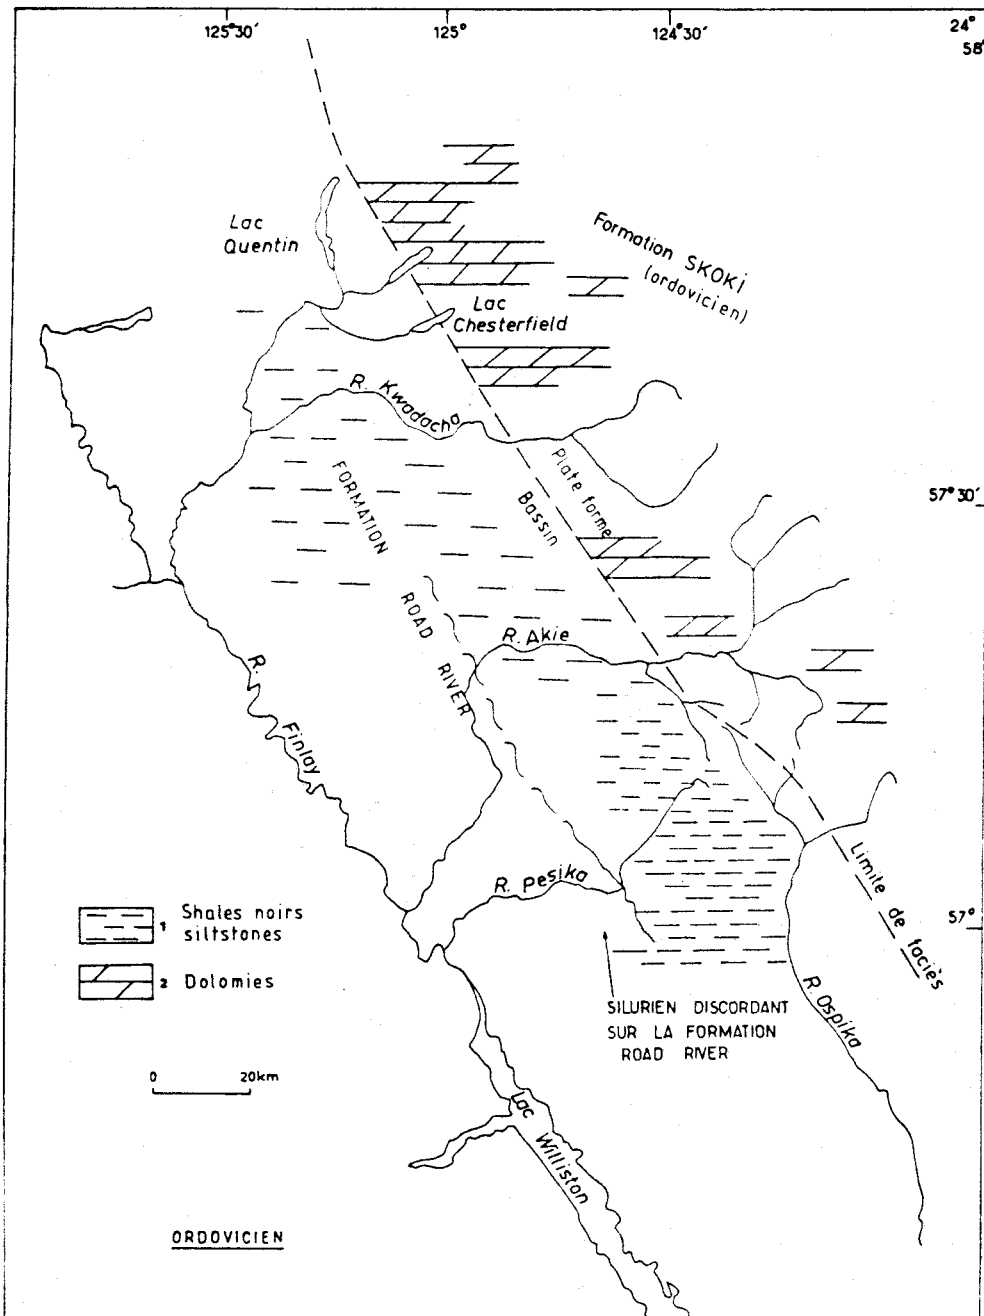 125°30′
125°
124°30′
24°
58°
Lac
Quentin
Formation SKOKI
(ordovicien)
Lac
Chesterfield
R. Kwadacha
Plate forme
Bassin
57°30′
FORMATION
ROAD RIVER
R. Akie
R. Finlay
R. Pesika
Limite de faciès
57°
1 Shales noirs
siltstones
2 Dolomies
SILURIEN DISCORDANT
SUR LA FORMATION
ROAD RIVER
R. Ospika
0 20km
Lac Williston
ORDOVICIEN